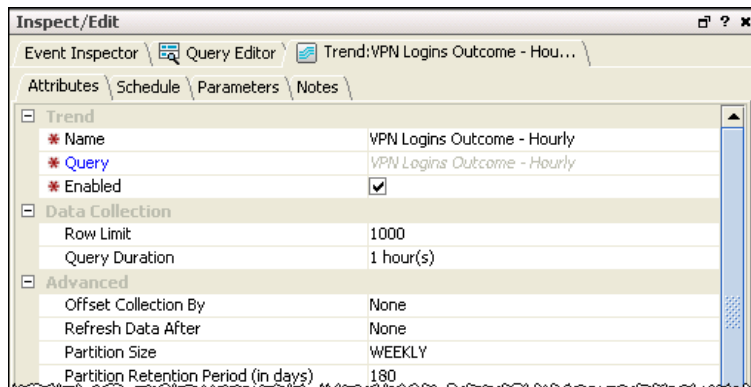 Inspect/Edit
Event Inspector Query Editor Trend:VPN Logins Outcome - Hou...
Attributes Schedule Parameters Notes
Trend
* Name VPN Logins Outcome - Hourly
* Query VPN Logins Outcome - Hourly
* Enabled
Data Collection
Row Limit 1000
Query Duration 1 hour(s)
Advanced
Offset Collection By None
Refresh Data After None
Partition Size WEEKLY
Partition Retention Period (in days) 180